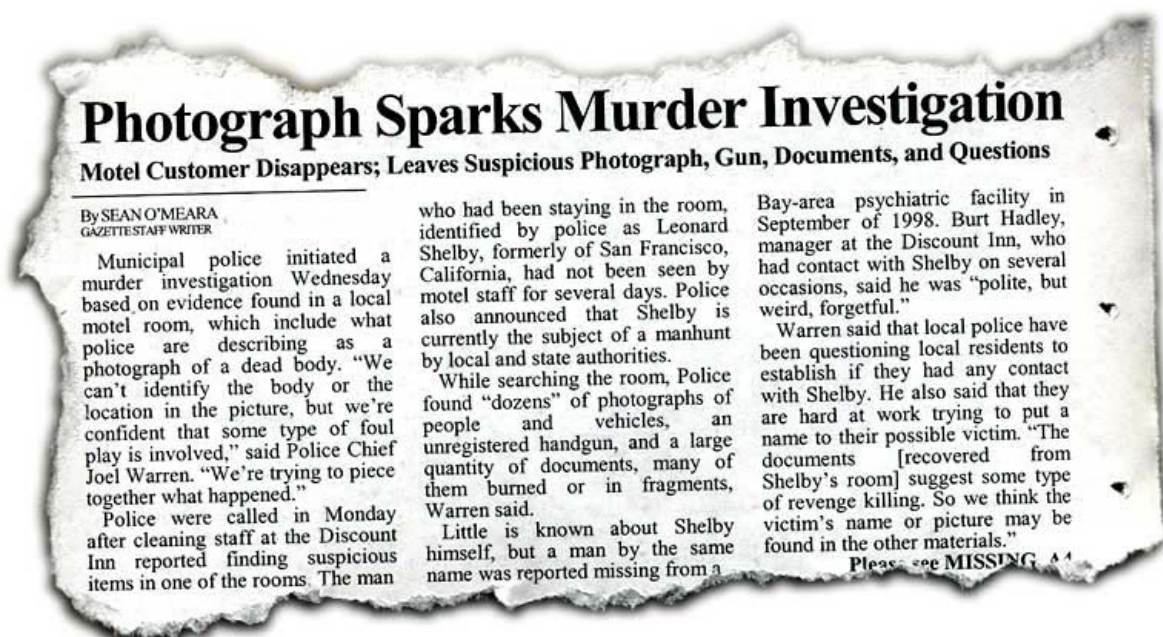 Photograph Sparks Murder Investigation
Motel Customer Disappears; Leaves Suspicious Photograph, Gun, Documents, and Questions
By SEAN O'MEARA
GAZETTE STAFF WRITER
Municipal police initiated a
murder investigation Wednesday
based on evidence found in a local
motel room, which include what
police are describing as a
photograph of a dead body. “We
can't identify the body or the
location in the picture, but we're
confident that some type of foul
play is involved,” said Police Chief
Joel Warren. “We're trying to piece
together what happened.”
Police were called in Monday
after cleaning staff at the Discount
Inn reported finding suspicious
items in one of the rooms. The man
who had been staying in the room,
identified by police as Leonard
Shelby, formerly of San Francisco,
California, had not been seen by
motel staff for several days. Police
also announced that Shelby is
currently the subject of a manhunt
by local and state authorities.
While searching the room, Police
found “dozens” of photographs of
people and vehicles, an
unregistered handgun, and a large
quantity of documents, many of
them burned or in fragments,
Warren said.
Little is known about Shelby
himself, but a man by the same
name was reported missing from a
Bay-area psychiatric facility in
September of 1998. Burt Hadley,
manager at the Discount Inn, who
had contact with Shelby on several
occasions, said he was “polite, but
weird, forgetful.”
Warren said that local police have
been questioning local residents to
establish if they had any contact
with Shelby. He also said that they
are hard at work trying to put a
name to their possible victim. “The
documents [recovered from
Shelby's room] suggest some type
of revenge killing. So we think the
victim's name or picture may be
found in the other materials.”
Please see MISSING A4